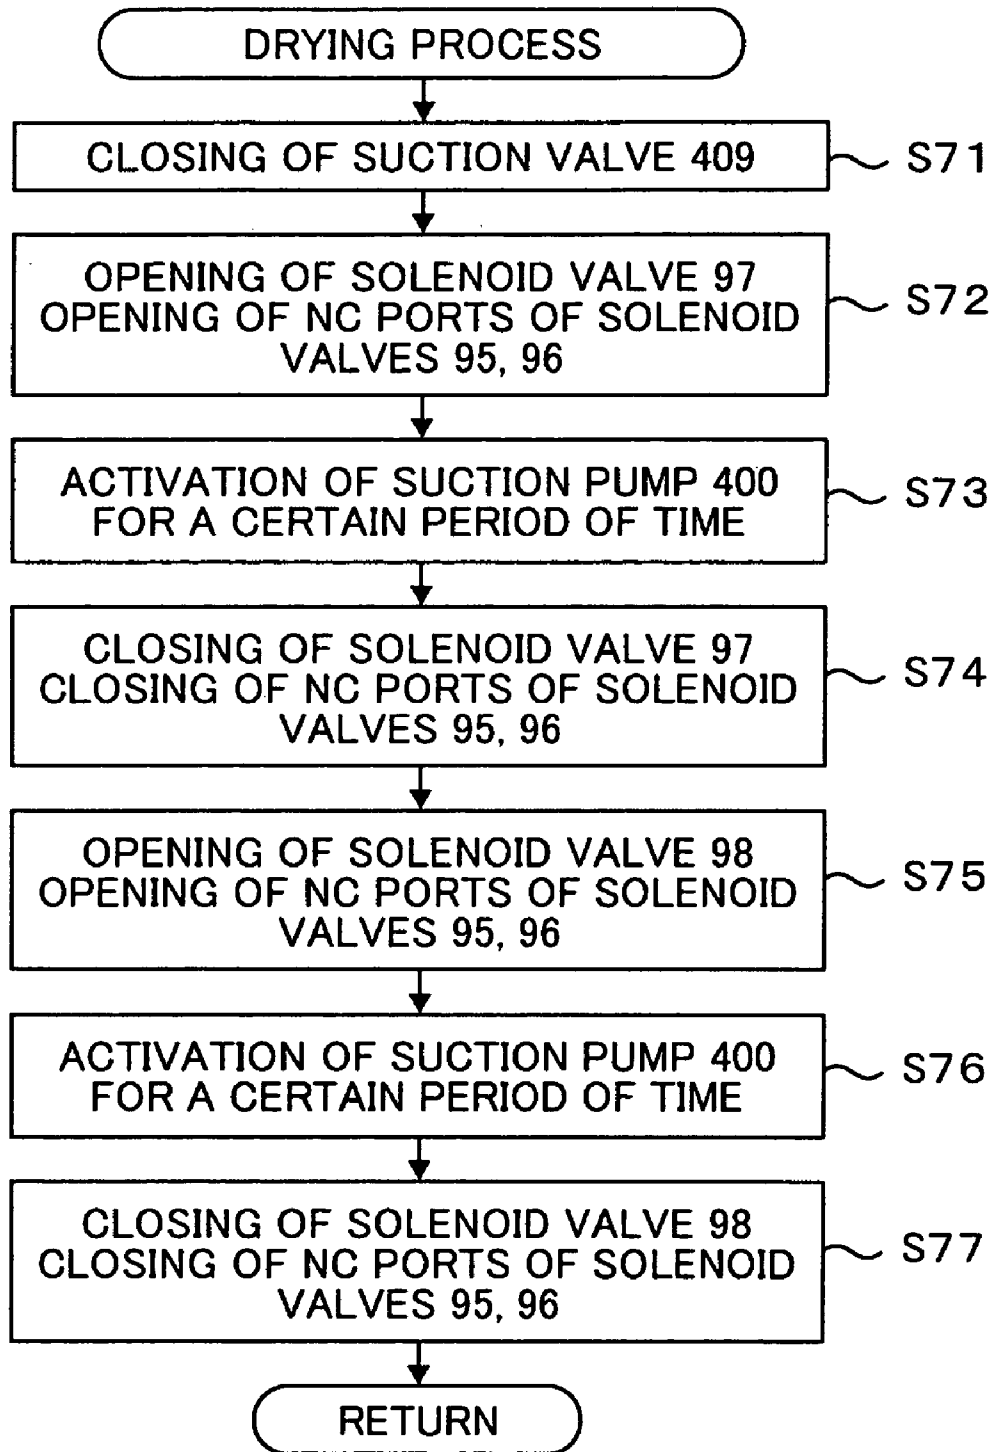 DRYING PROCESS
CLOSING OF SUCTION VALVE 409
S71
OPENING OF SOLENOID VALVE 97
OPENING OF NC PORTS OF SOLENOID
VALVES 95, 96
S72
ACTIVATION OF SUCTION PUMP 400
FOR A CERTAIN PERIOD OF TIME
S73
CLOSING OF SOLENOID VALVE 97
CLOSING OF NC PORTS OF SOLENOID
VALVES 95, 96
S74
OPENING OF SOLENOID VALVE 98
OPENING OF NC PORTS OF SOLENOID
VALVES 95, 96
S75
ACTIVATION OF SUCTION PUMP 400
FOR A CERTAIN PERIOD OF TIME
S76
CLOSING OF SOLENOID VALVE 98
CLOSING OF NC PORTS OF SOLENOID
VALVES 95, 96
S77
RETURN